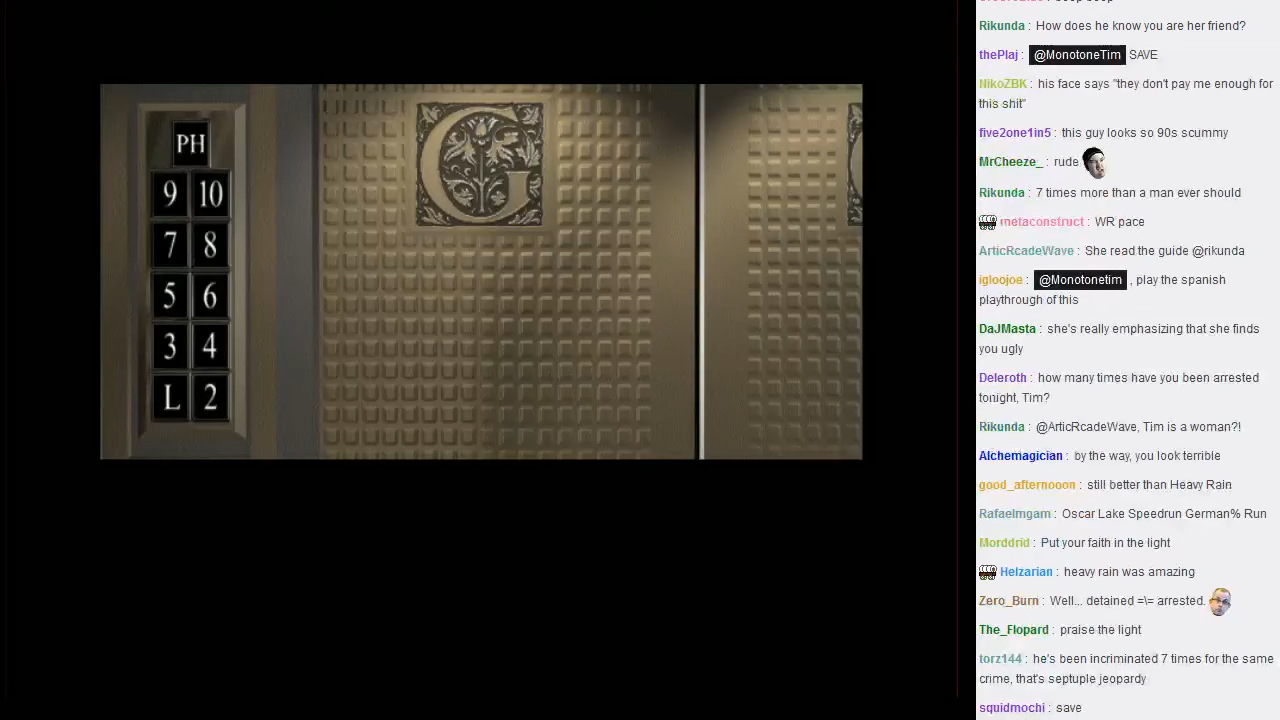 PH
9 10
7 8
5 6
3 4
L 2
G
Rikunda : How does he know you are her friend?
thePlaj : @MonotoneTim SAVE
NikoZBK : his face says "they don't pay me enough for
this shit"
five2one1in5 : this guy looks so 90s scummy
MrCheeze_ : rude
Rikunda : 7 times more than a man ever should
metaconstruct : WR pace
ArticRcadeWave : She read the guide @rikunda
igloojoe : @Monotonetim , play the spanish
playthrough of this
DaJMasta : she's really emphasizing that she finds
you ugly
Deleroth : how many times have you been arrested
tonight, Tim?
Rikunda : @ArticRcadeWave, Tim is a woman?!
Alchemagician : by the way, you look terrible
good_afternooon : still better than Heavy Rain
Rafaelmgam : Oscar Lake Speedrun German% Run
Morddrid : Put your faith in the light
Helzarian : heavy rain was amazing
Zero_Burn : Well... detained =\= arrested.
The_Flopard : praise the light
torz144 : he's been incriminated 7 times for the same
crime, that's septuple jeopardy
squidmochi : save